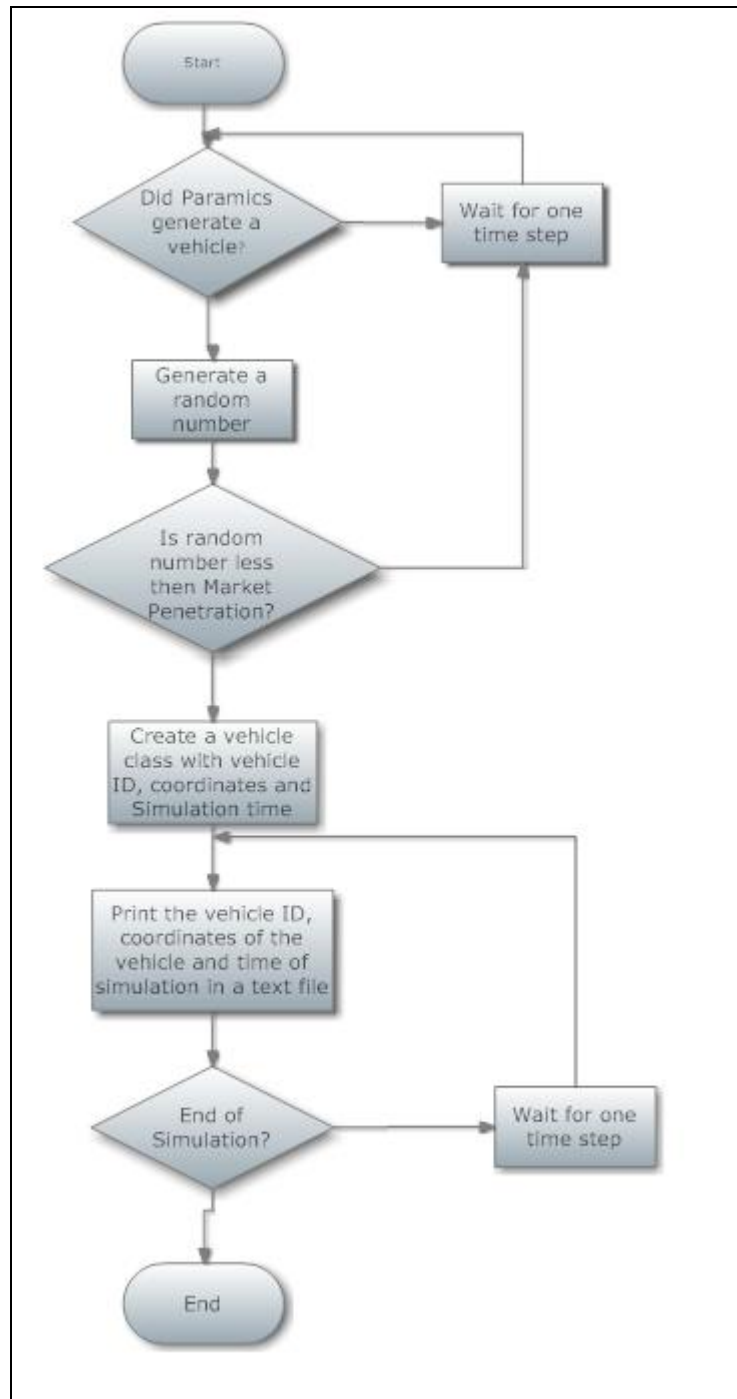 Start
Did Paramics
generate a
vehicle?
Wait for one
time step
Generate a
random
number
Is random
number less
then Market
Penetration?
Create a vehicle
class with vehicle
ID, coordinates and
Simulation time
Print the vehicle ID,
coordinates of the
vehicle and time of
simulation in a text file
End of
Simulation?
Wait for one
time step
End